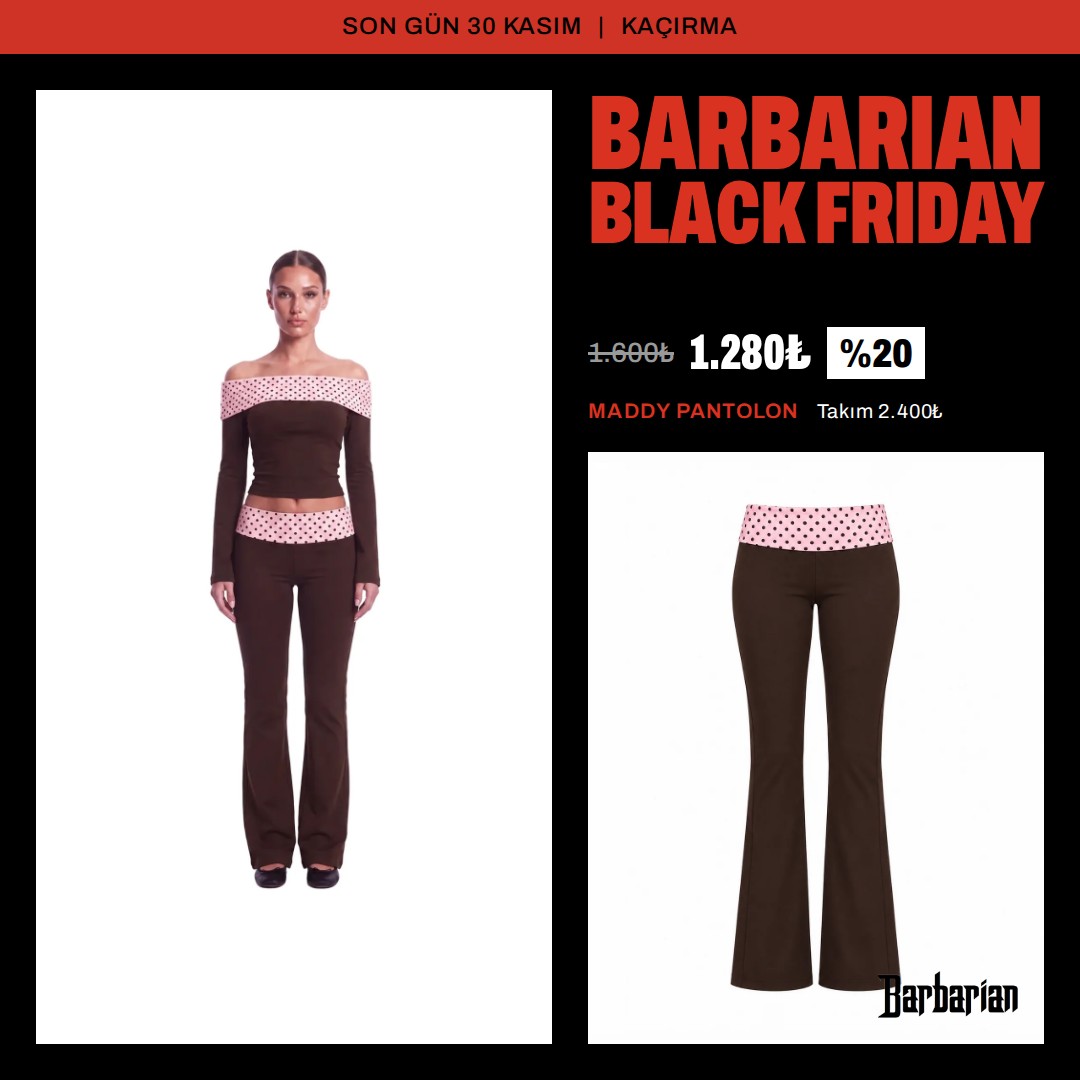 SON GÜN 30 KASIM | KAÇIRMA
BARBARIAN
BLACK FRIDAY
1.600₺ 1.280₺ %20
MADDY PANTOLON Takım 2.400₺
Barbarian